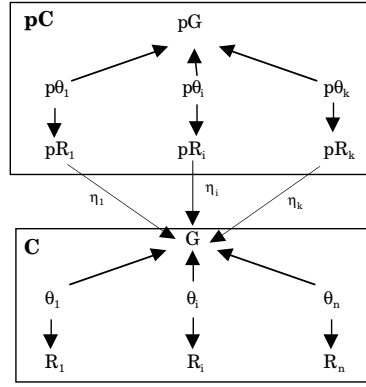 pC
pG
pθ₁ pθᵢ pθₖ
pR₁ pRᵢ pRₖ
η₁ ηᵢ ηₖ
G
C
θ₁ θᵢ θₙ
R₁ Rᵢ Rₙ